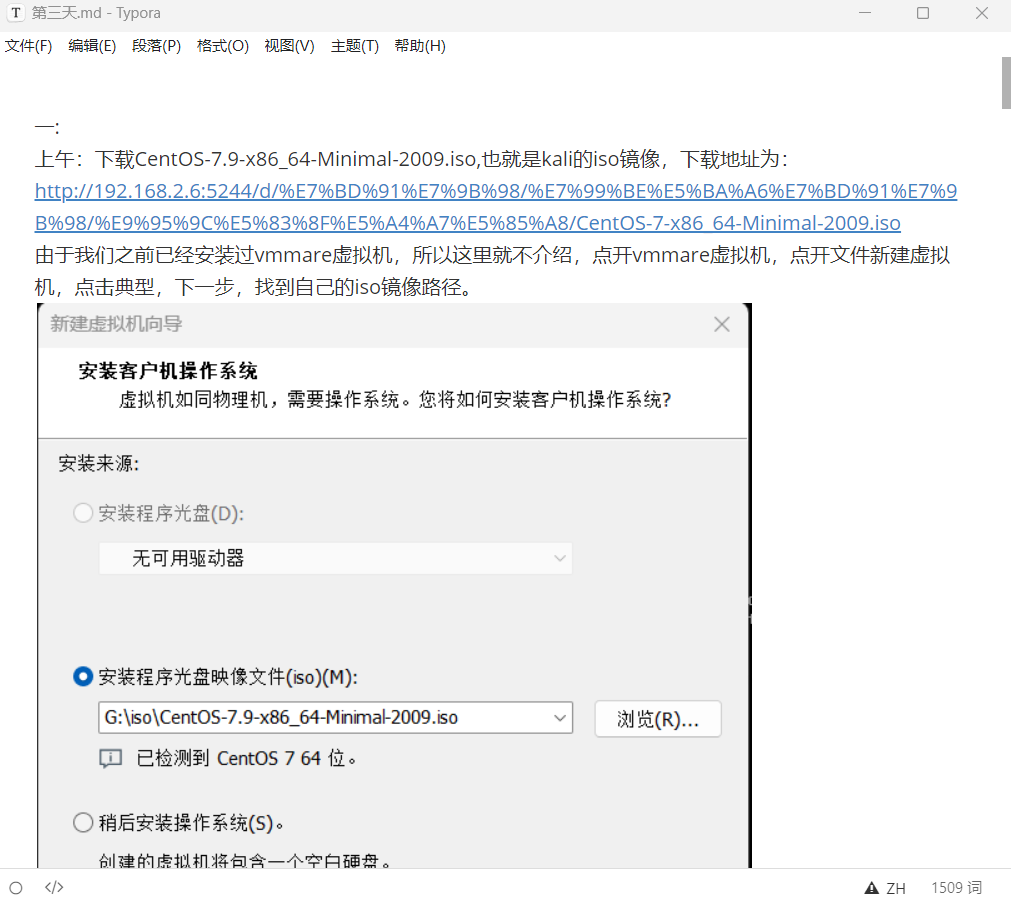 T 第三天.md - Typora
文件(F) 编辑(E) 段落(P) 格式(O) 视图(V) 主题(T) 帮助(H)
一:
上午：下载CentOS-7.9-x86_64-Minimal-2009.iso,也就是kali的iso镜像，下载地址为：
http://192.168.2.6:5244/d/%E7%BD%91%E7%9B%98/%E7%99%BE%E5%BA%A6%E7%BD%91%E7%9
B%98/%E9%95%9C%E5%83%8F%E5%A4%A7%E5%85%A8/CentOS-7-x86_64-Minimal-2009.iso
由于我们之前已经安装过vmmare虚拟机，所以这里就不介绍，点开vmmare虚拟机，点开文件新建虚拟
机，点击典型，下一步，找到自己的iso镜像路径。
新建虚拟机向导
安装客户机操作系统
虚拟机如同物理机，需要操作系统。您将如何安装客户机操作系统?
安装来源:
安装程序光盘(D):
无可用驱动器
安装程序光盘映像文件(iso)(M):
G:\iso\CentOS-7.9-x86_64-Minimal-2009.iso
浏览(R)...
已检测到 CentOS 7 64 位。
稍后安装操作系统(S)。
创建的虚拟机将包含一个空白硬盘。
</> ZH 1509 词